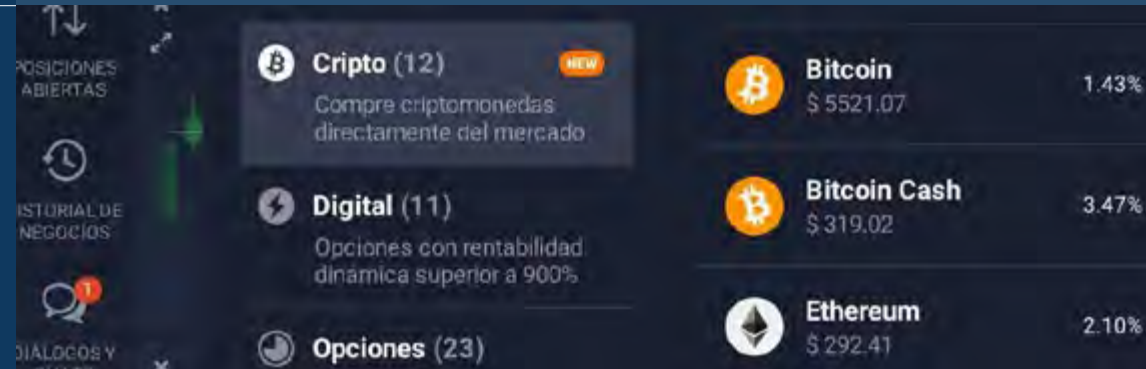 POSICIONES
ABIERTAS
HISTORIAL DE
NEGOCIOS
1
DIÁLOGOS Y
Cripto (12) NEW
Compre criptomonedas
directamente del mercado
Digital (11)
Opciones con rentabilidad
dinámica superior a 900%
Opciones (23)
Bitcoin
$ 5521.07
1.43%
Bitcoin Cash
$ 319.02
3.47%
Ethereum
$ 292.41
2.10%